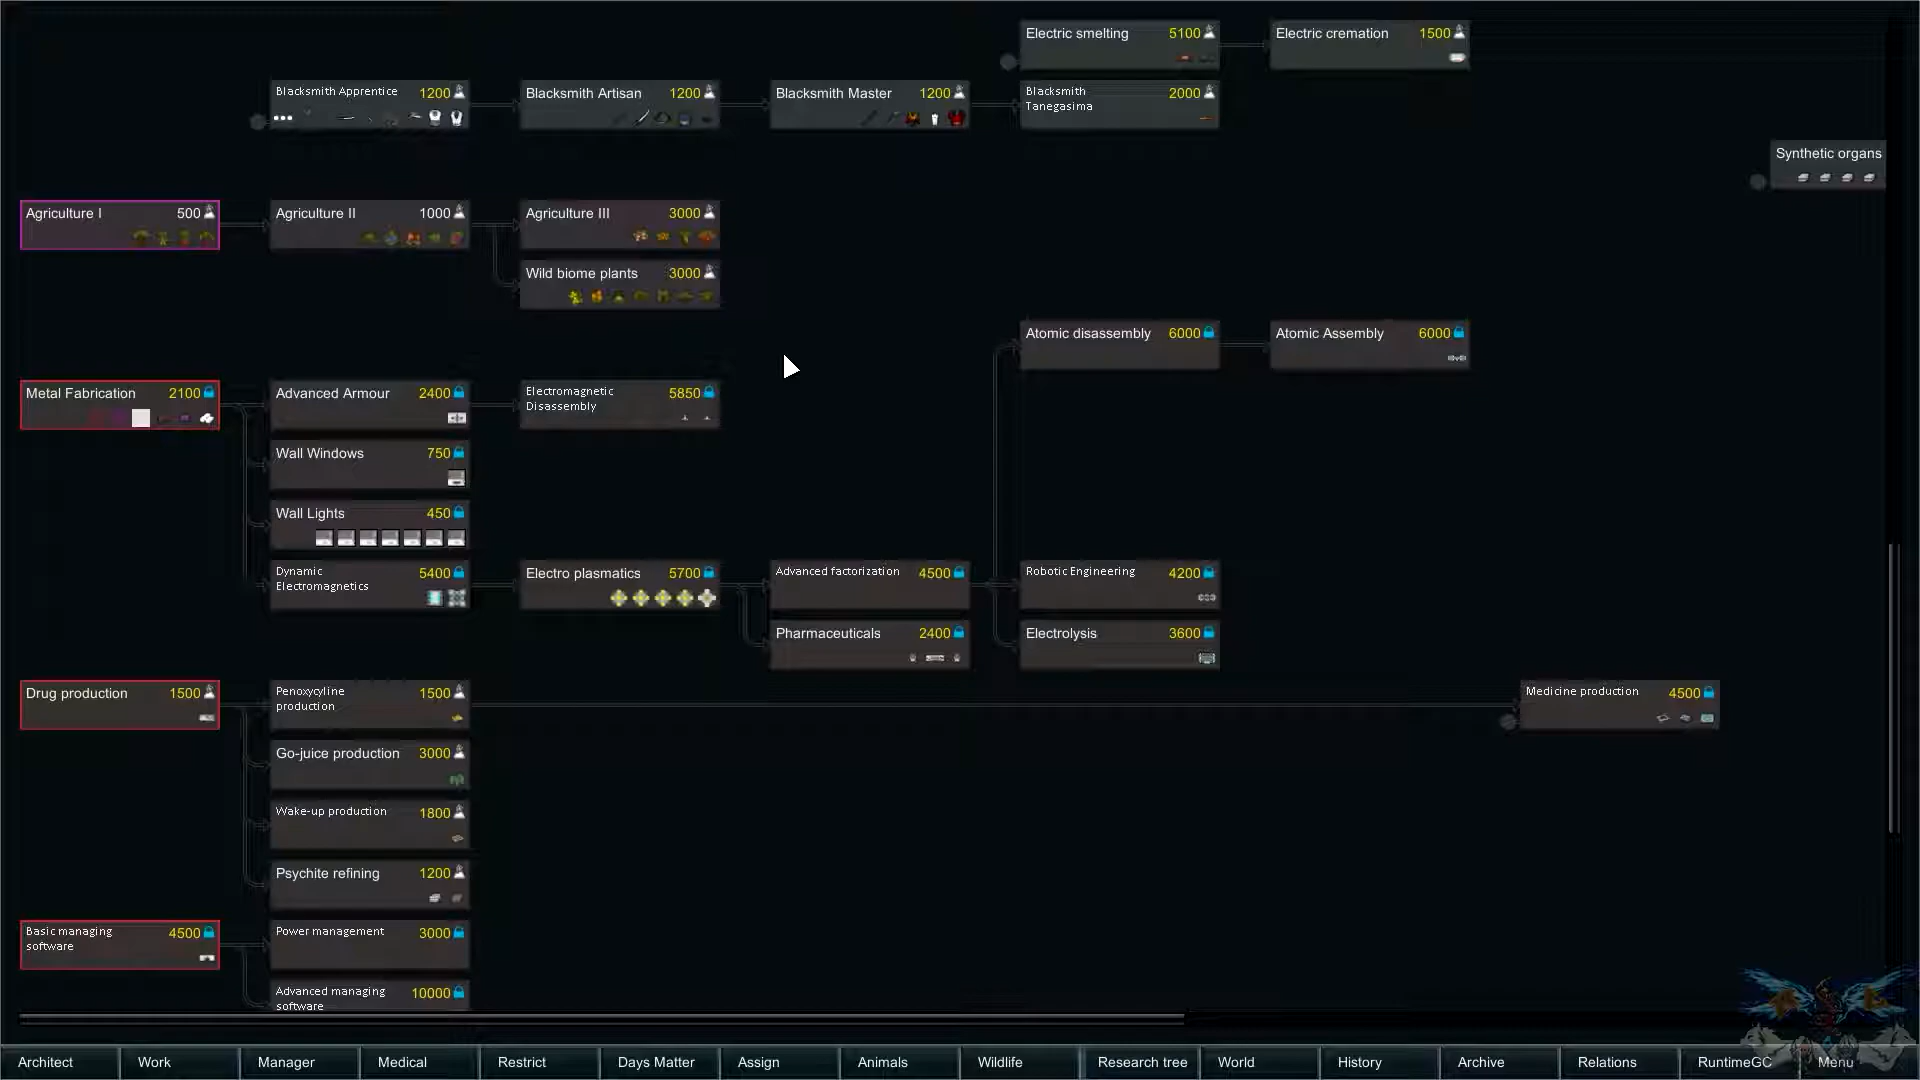 Electric smelting 5100
Electric cremation 1500
Blacksmith Apprentice 1200
Blacksmith Artisan 1200
Blacksmith Master 1200
Blacksmith
Tanegasima 2000
Synthetic organs
Agriculture I 500
Agriculture II 1000
Agriculture III 3000
Wild biome plants 3000
Atomic disassembly 6000
Atomic Assembly 6000
Metal Fabrication 2100
Advanced Armour 2400
Electromagnetic
Disassembly 5850
Wall Windows 750
Wall Lights 450
Dynamic
Electromagnetics 5400
Electro plasmatics 5700
Advanced factorization 4500
Robotic Engineering 4200
Pharmaceuticals 2400
Electrolysis 3600
Drug production 1500
Penoxycyline
production 1500
Medicine production 4500
Go-juice production 3000
Wake-up production 1800
Psychite refining 1200
Basic managing
software 4500
Power management 3000
Advanced managing
software 10000
Architect Work Manager Medical Restrict Days Matter Assign Animals Wildlife Research tree World History Archive Relations RuntimeGC Menu